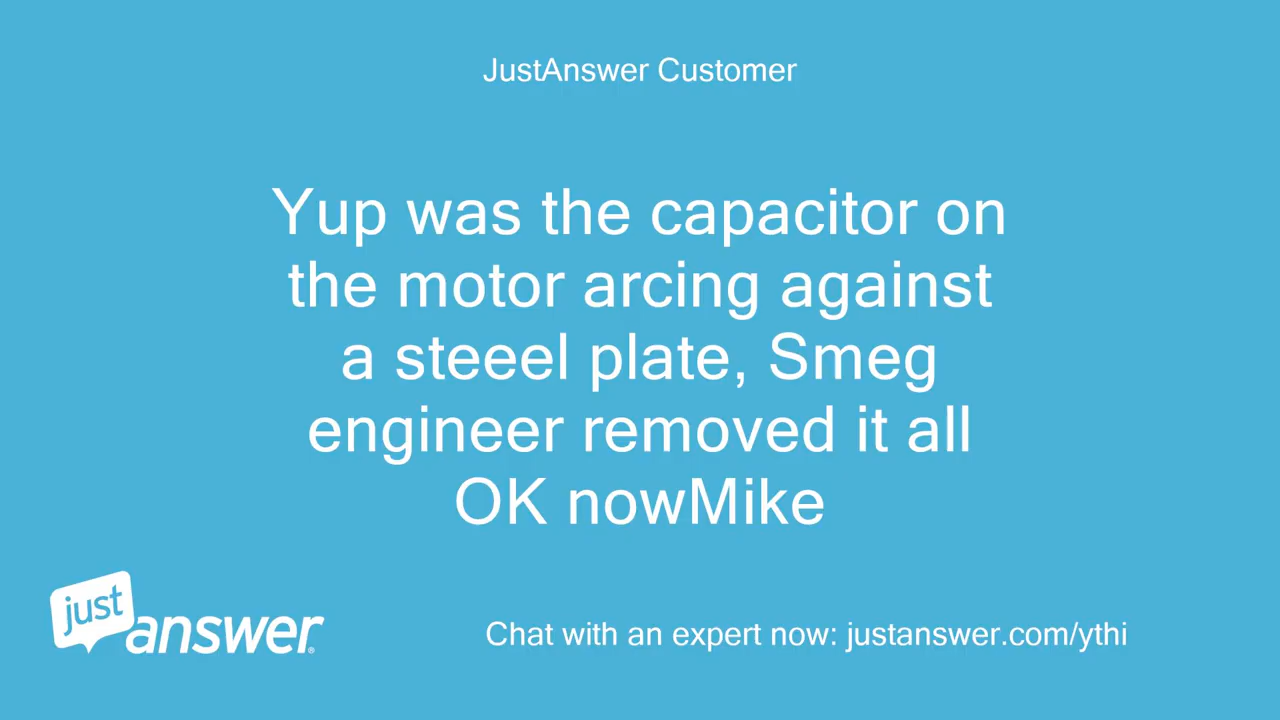 JustAnswer Customer
Yup was the capacitor on
the motor arcing against
a steeel plate, Smeg
engineer removed it all
OK nowMike
just
answer®
Chat with an expert now: justanswer.com/ythi